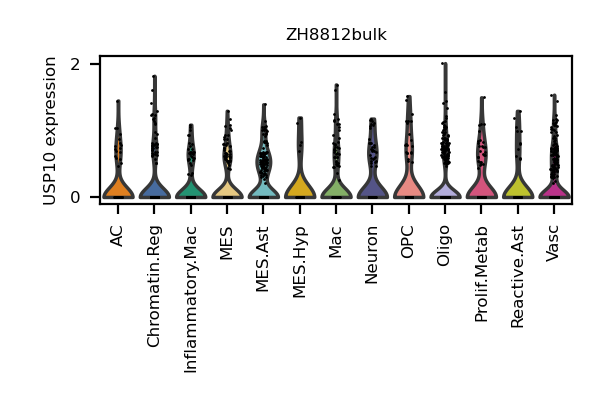 ZH8812bulk
USP10 expression
2
0
AC
Chromatin.Reg
Inflammatory.Mac
MES
MES.Ast
MES.Hyp
Mac
Neuron
OPC
Oligo
Prolif.Metab
Reactive.Ast
Vasc